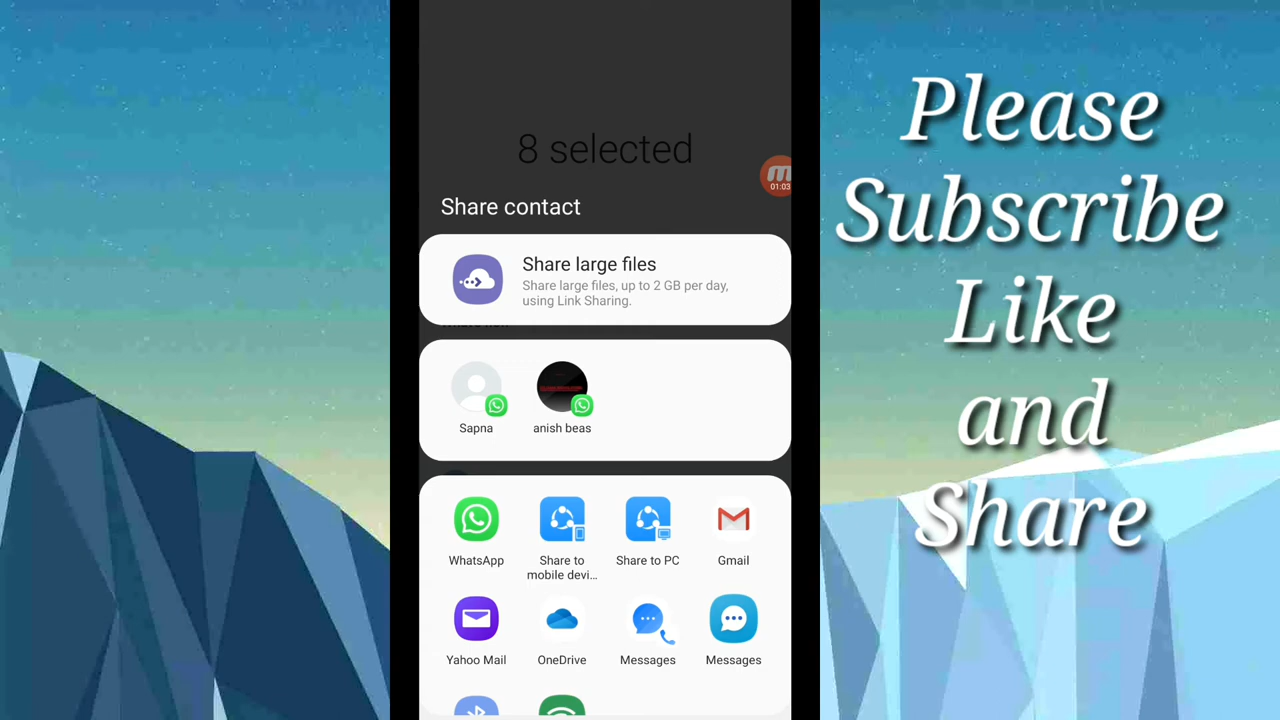 8 selected
01:03
Share contact
Share large files
Share large files, up to 2 GB per day,
using Link Sharing.
Sapna
anish beas
WhatsApp
Share to
mobile devi...
Share to PC
Gmail
Yahoo Mail
OneDrive
Messages
Messages
Please
Subscribe
Like
and
Share